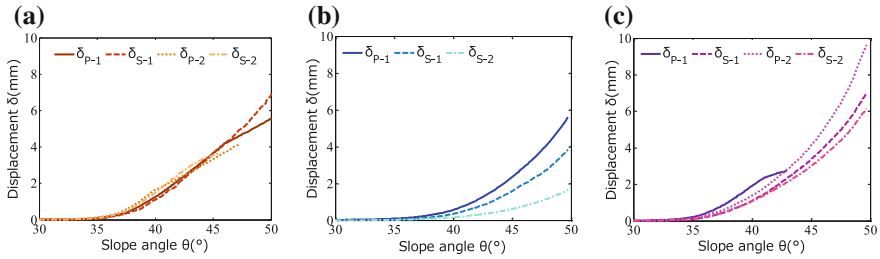 (a)
Displacement δ(mm)
10
8
6
4
2
0
δP-1 δS-1 δP-2 δS-2
30 35 40 45 50
Slope angle θ(°)
(b)
Displacement δ(mm)
10
8
6
4
2
0
δP-1 δS-1 δS-2
30 35 40 45 50
Slope angle θ(°)
(c)
Displacement δ(mm)
10
8
6
4
2
0
δP-1 δS-1 δP-2 δS-2
30 35 40 45 50
Slope angle θ(°)